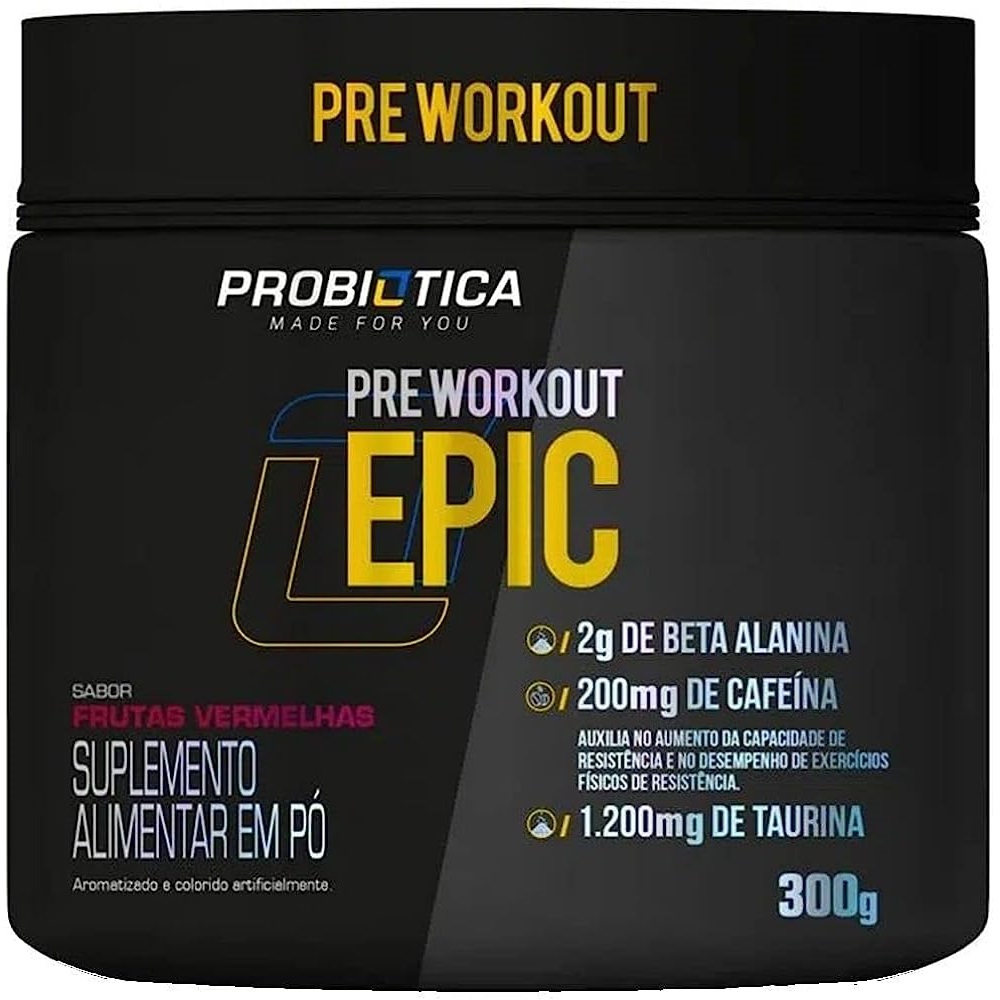 PRE WORKOUT
PROBIOTICA
MADE FOR YOU
PRE WORKOUT
EPIC
2g DE BETA ALANINA
200mg DE CAFEÍNA
AUXILIA NO AUMENTO DA CAPACIDADE DE
RESISTÊNCIA E NO DESEMPENHO DE EXERCÍCIOS
FÍSICOS DE RESISTÊNCIA.
1.200mg DE TAURINA
SABOR
FRUTAS VERMELHAS
SUPLEMENTO
ALIMENTAR EM PÓ
Aromatizado e colorido artificialmente.
300g